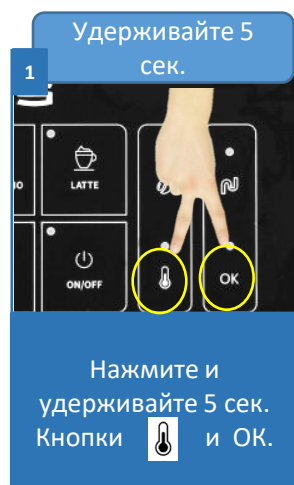 Удерживайте 5
сек.
1
LATTE
ON/OFF
OK
Нажмите и
удерживайте 5 сек.
Кнопки и ОК.